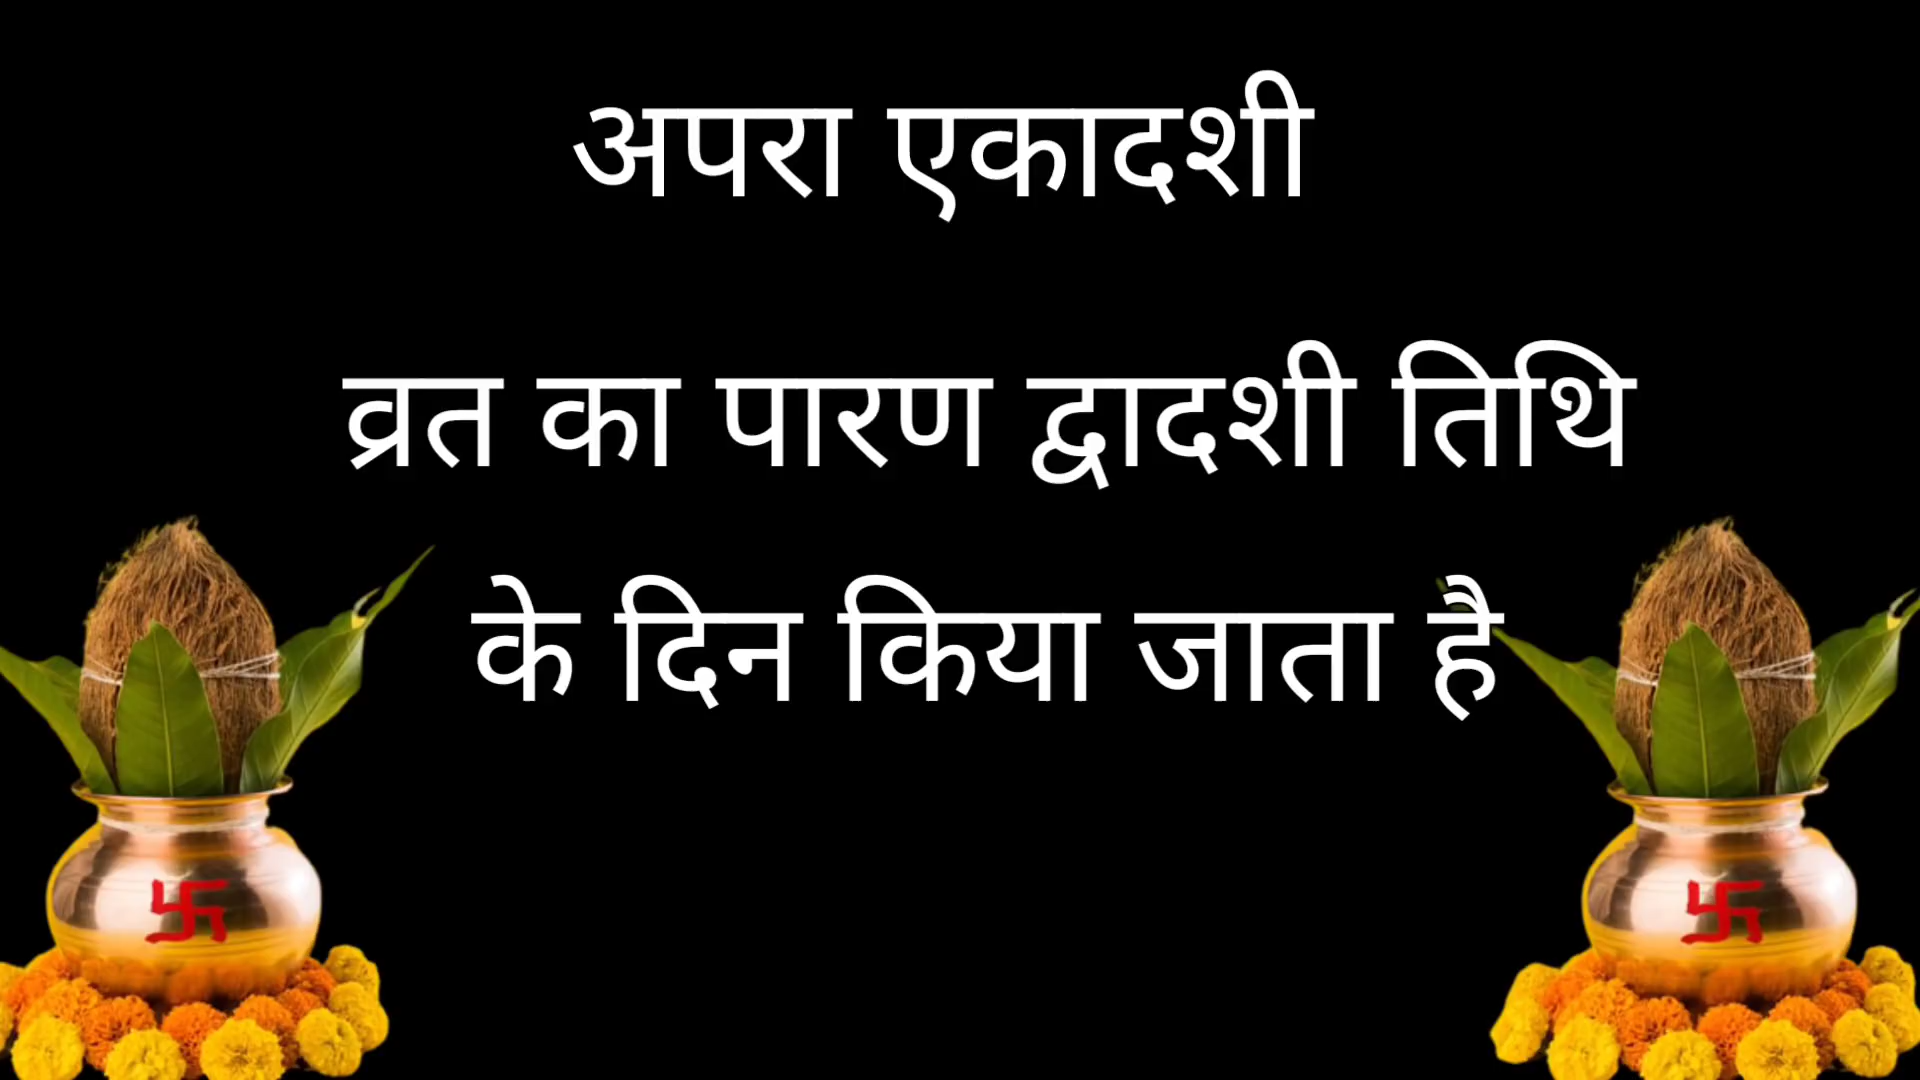 अपरा एकादशी
व्रत का पारण द्वादशी तिथि
के दिन किया जाता है